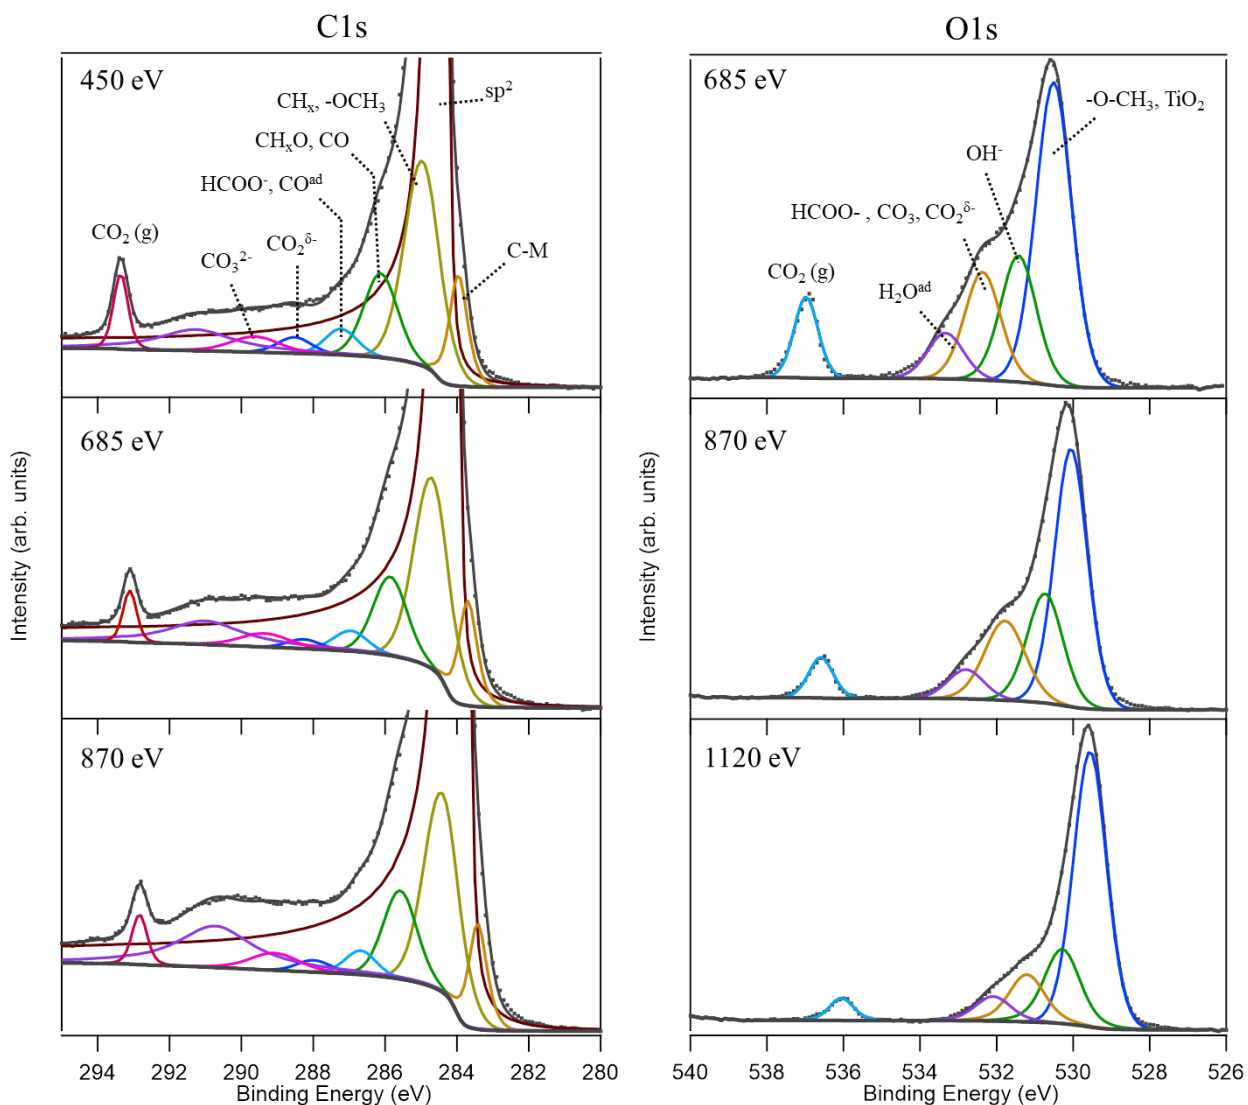 C1s
O1s
450 eV
CHₓ, -OCH₃
sp²
CHₓO, CO
HCOO⁻, COᵃᵈ
CO₂ (g)
CO₃²⁻
CO₂ᵟ⁻
C-M
685 eV
-O-CH₃, TiO₂
OH⁻
HCOO- , CO₃, CO₂ᵟ⁻
CO₂ (g)
H₂Oᵃᵈ
685 eV
870 eV
870 eV
1120 eV
Intensity (arb. units)
Intensity (arb. units)
294 292 290 288 286 284 282 280
Binding Energy (eV)
540 538 536 534 532 530 528 526
Binding Energy (eV)